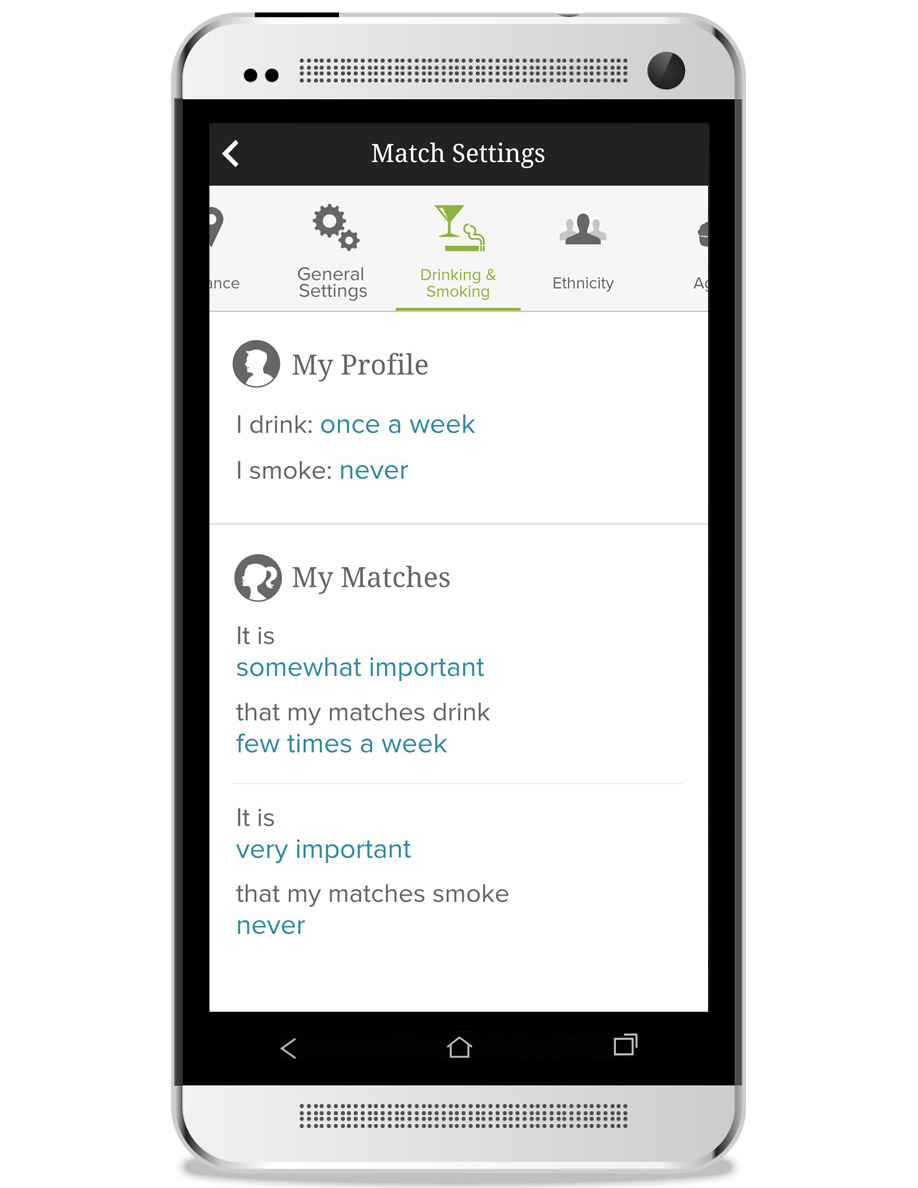 Match Settings
ance
General
Settings
Drinking &
Smoking
Ethnicity
Ag
My Profile
I drink: once a week
I smoke: never
My Matches
It is
somewhat important
that my matches drink
few times a week
It is
very important
that my matches smoke
never